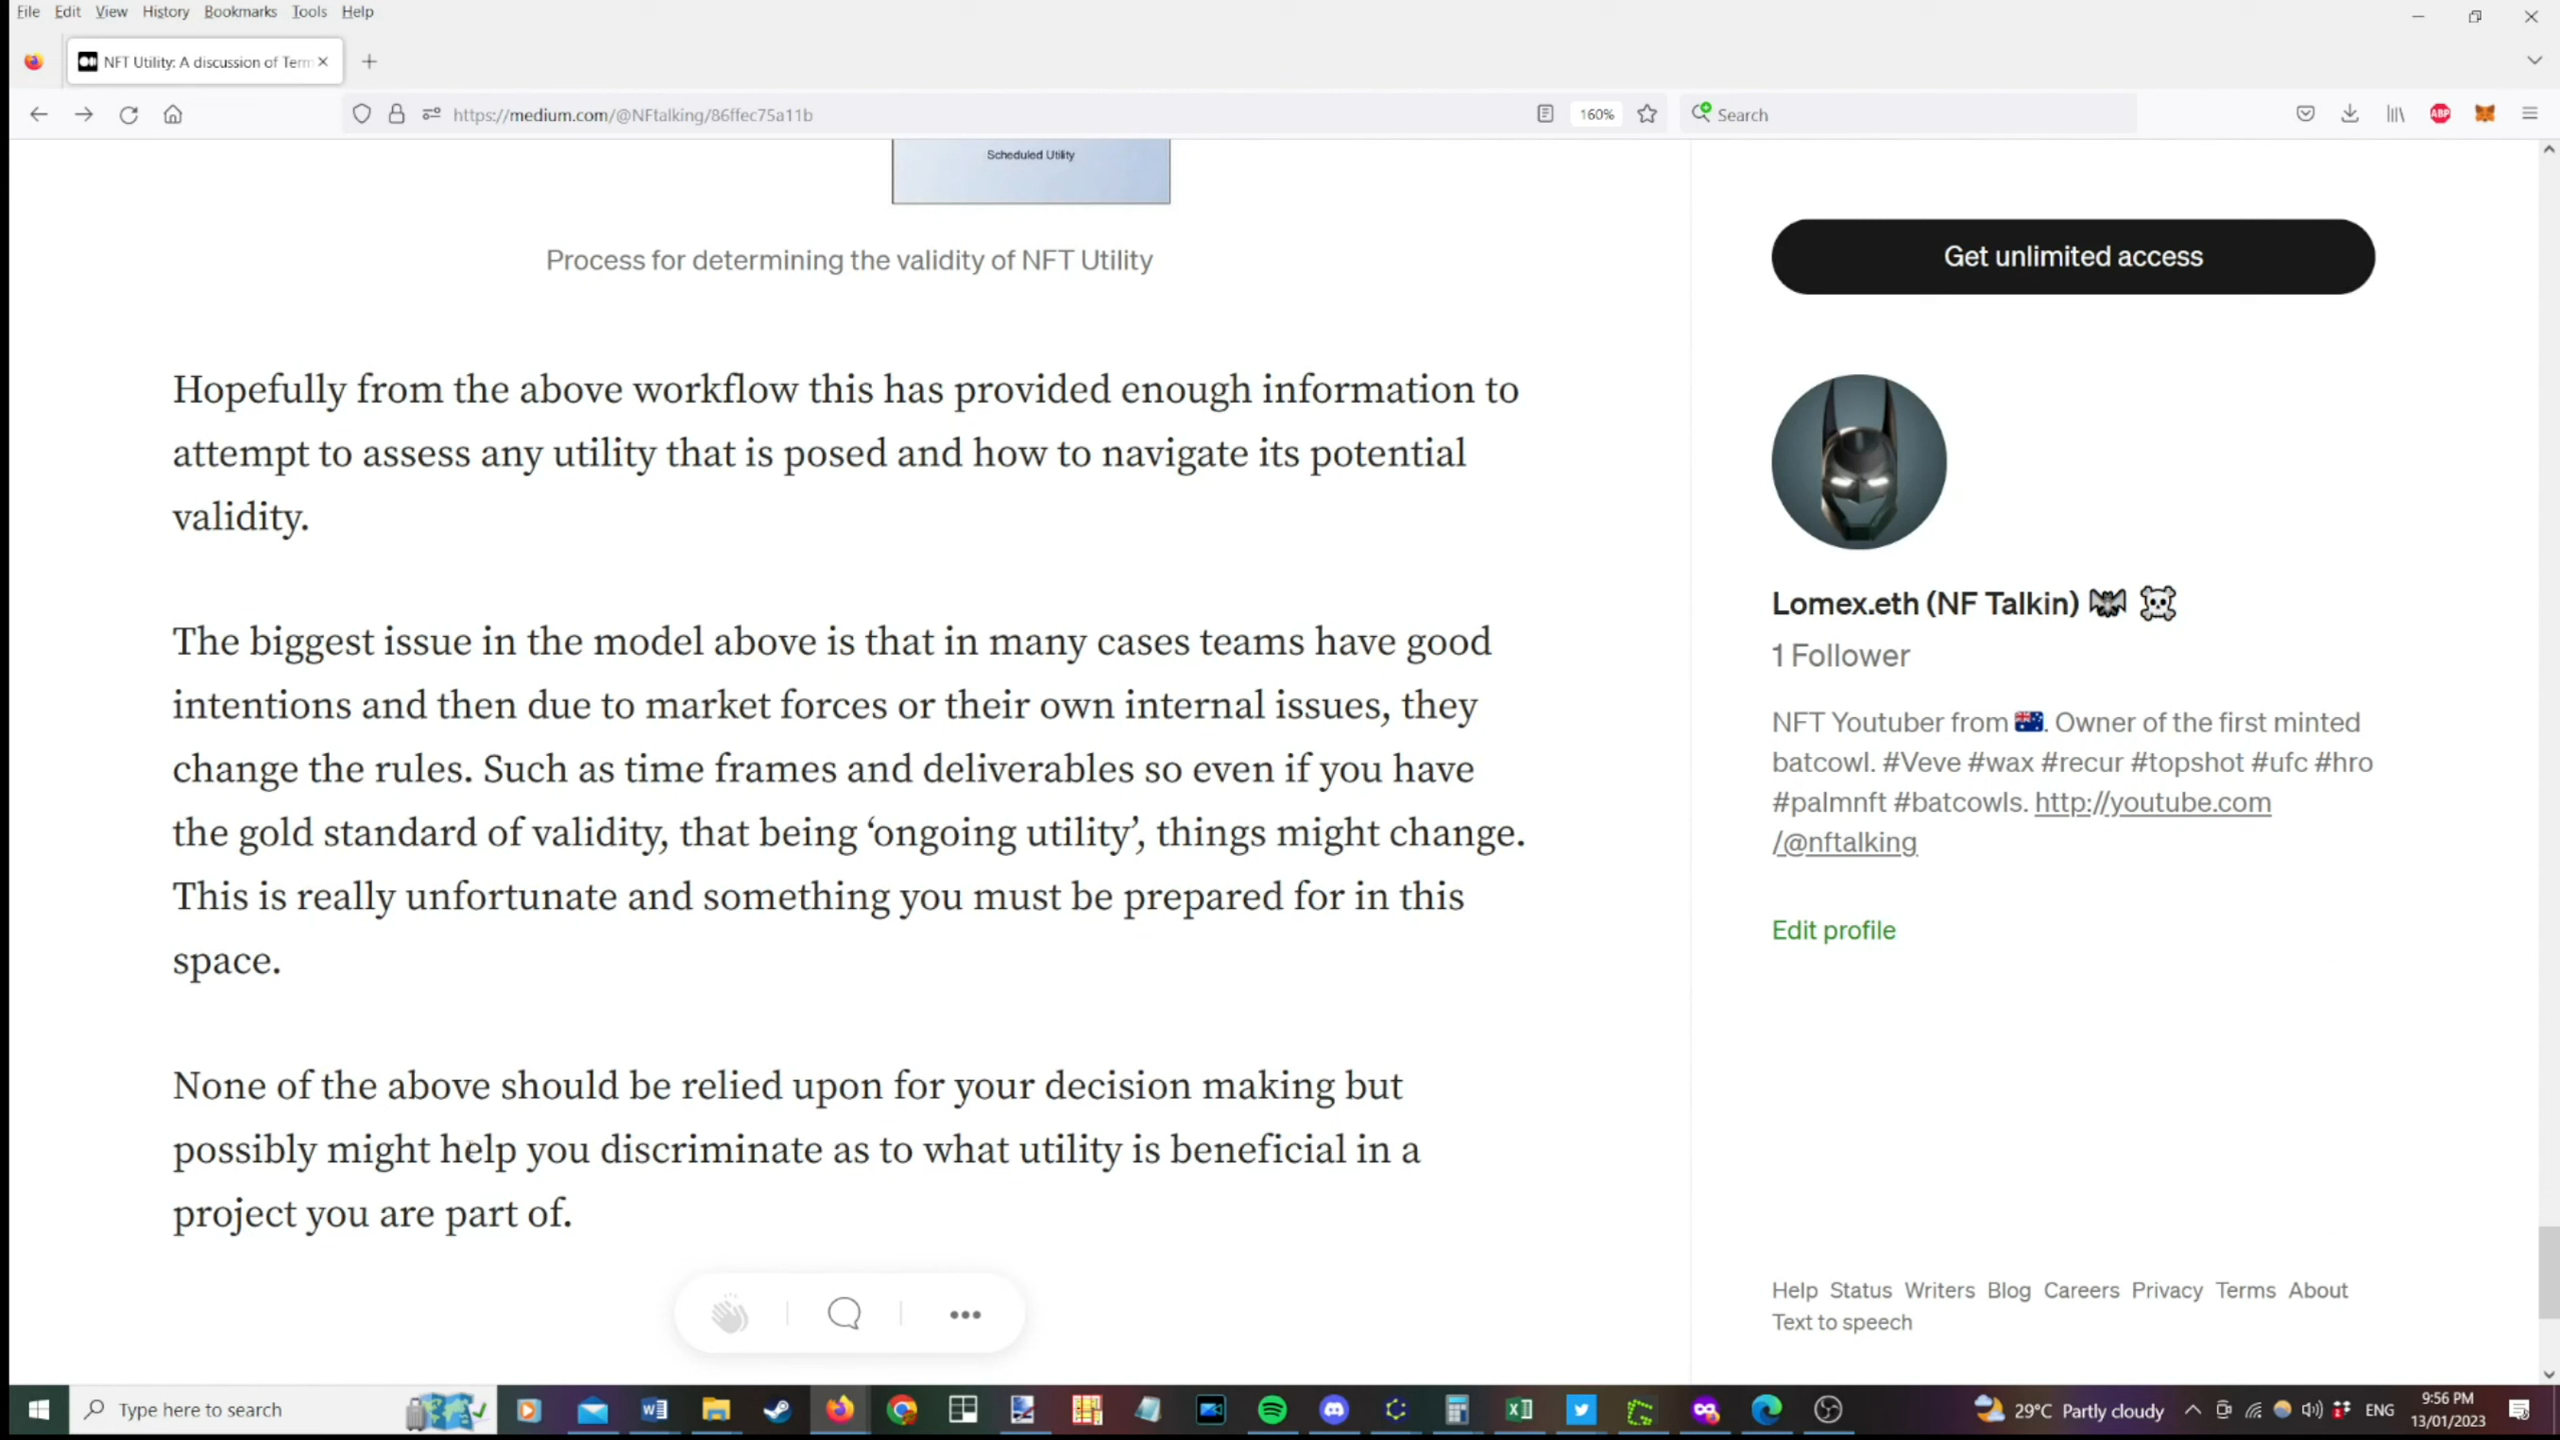 File Edit View History Bookmarks Tools Help
NFT Utility: A discussion of Term
https://medium.com/@NFtalking/86ffec75a11b
160%
Search
Scheduled Utility
Process for determining the validity of NFT Utility
Hopefully from the above workflow this has provided enough information to
attempt to assess any utility that is posed and how to navigate its potential
validity.
The biggest issue in the model above is that in many cases teams have good
intentions and then due to market forces or their own internal issues, they
change the rules. Such as time frames and deliverables so even if you have
the gold standard of validity, that being ‘ongoing utility’, things might change.
This is really unfortunate and something you must be prepared for in this
space.
None of the above should be relied upon for your decision making but
possibly might help you discriminate as to what utility is beneficial in a
project you are part of.
Get unlimited access
Lomex.eth (NF Talkin) 🦇 ☠️
1 Follower
NFT Youtuber from 🇦🇺. Owner of the first minted
batcowl. #Veve #wax #recur #topshot #ufc #hro
#palmnft #batcowls. http://youtube.com
/@nftalking
Edit profile
Help Status Writers Blog Careers Privacy Terms About
Text to speech
Type here to search
29°C Partly cloudy
ENG
9:56 PM
13/01/2023
ABP